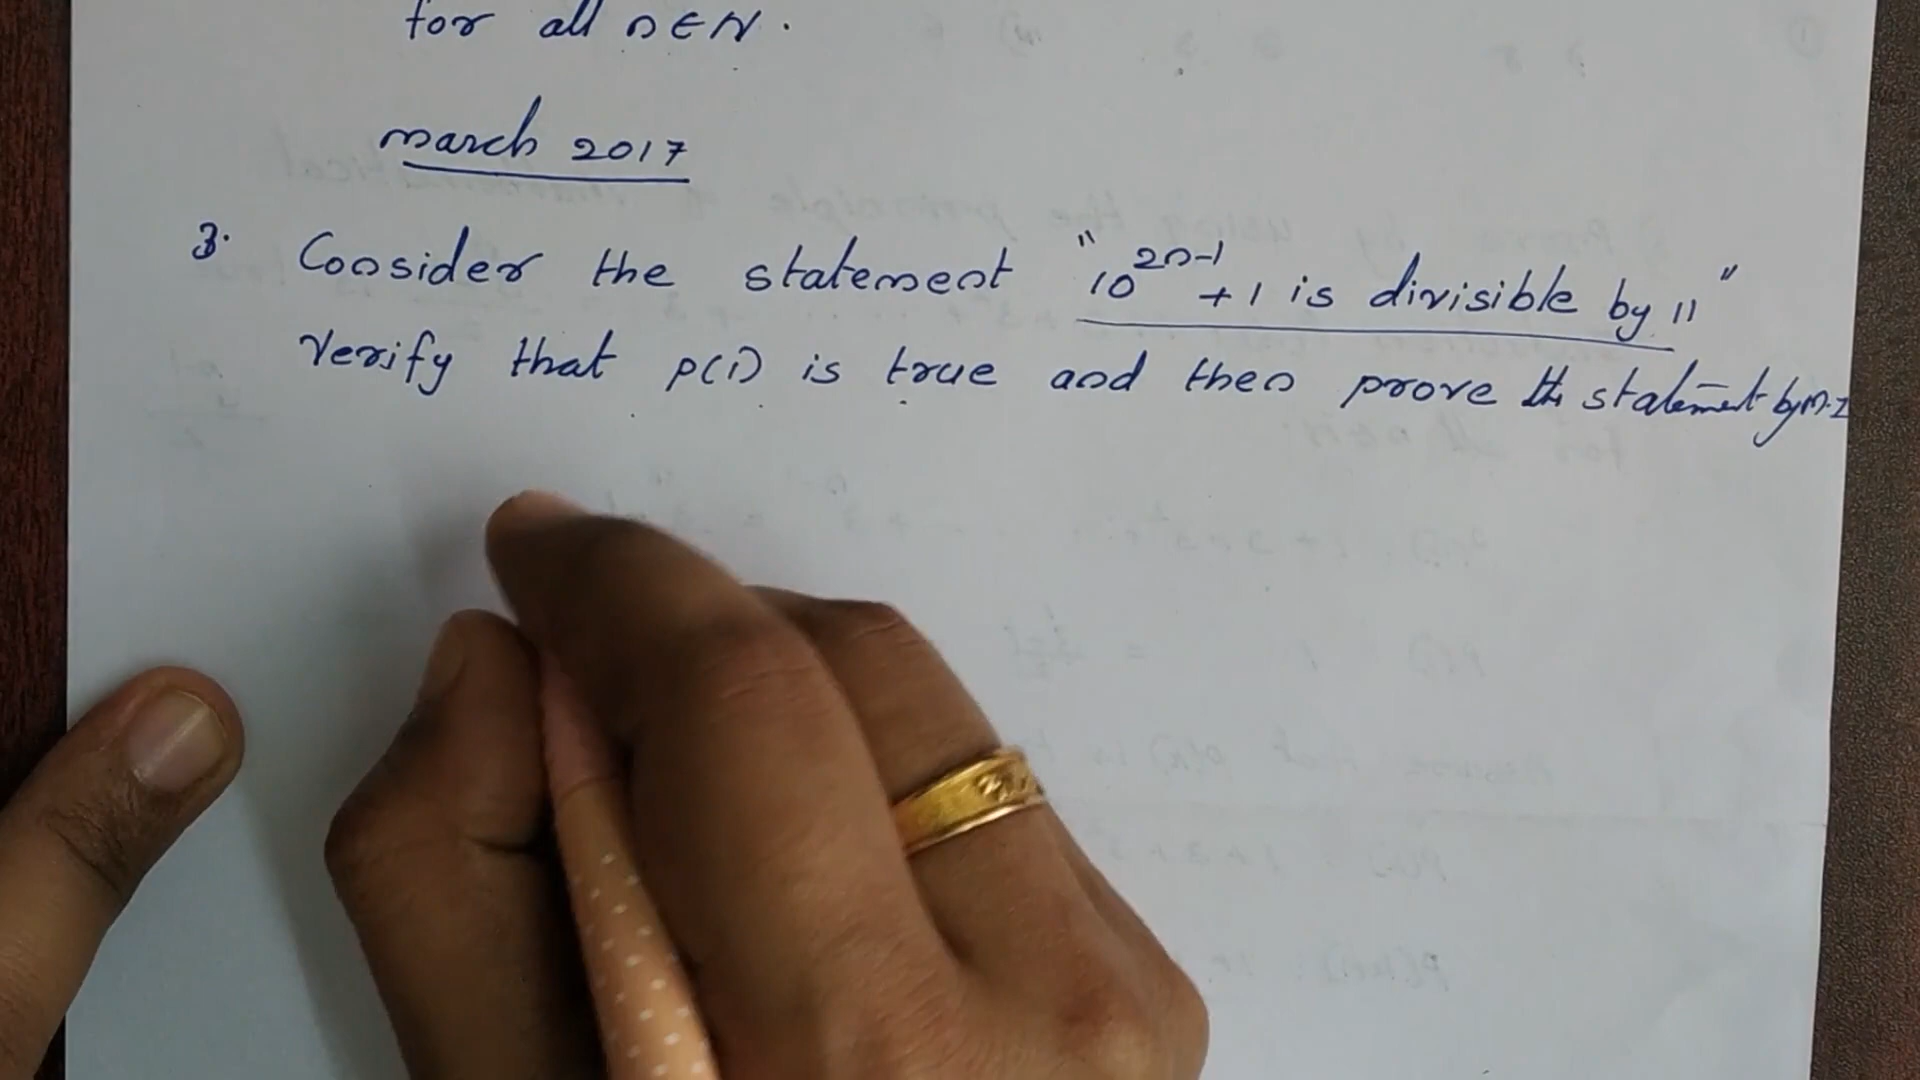 for all n ∈ N.
march 2017
3. Consider the statement "10^{2n-1} + 1 is divisible by 11"
Verify that p(1) is true and then prove the statement by M.I